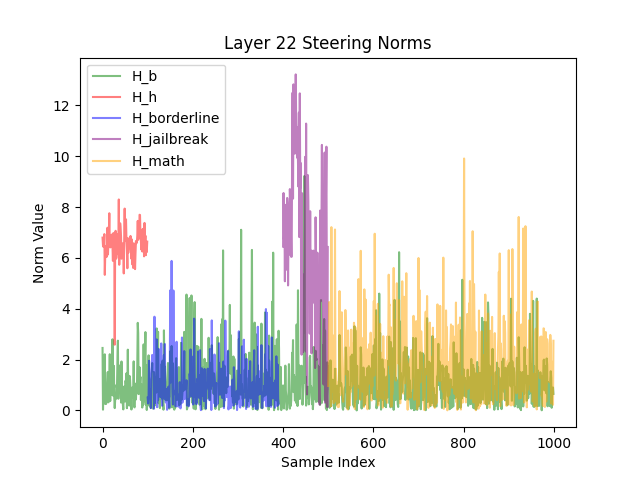 Layer 22 Steering Norms
H_b
H_h
H_borderline
H_jailbreak
H_math
Norm Value
12
10
8
6
4
2
0
0 200 400 600 800 1000
Sample Index